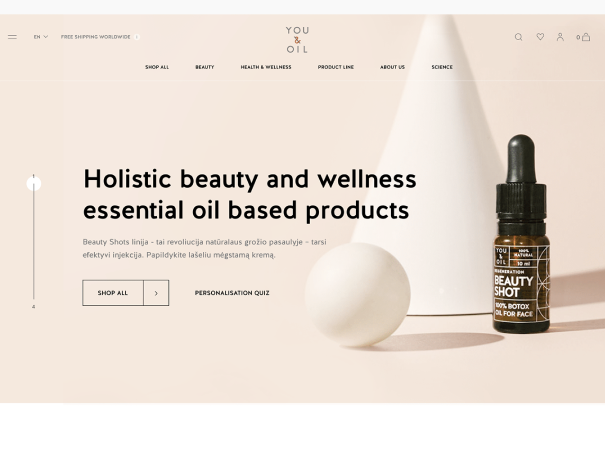 EN
FREE SHIPPING WORLDWIDE
YOU
&
OIL
0
SHOP ALL
BEAUTY
HEALTH & WELLNESS
PRODUCT LINE
ABOUT US
SCIENCE
Holistic beauty and wellness
essential oil based products
Beauty Shots linija - tai revoliucija natūralaus grožio pasaulyje – tarsi
efektyvi injekcija. Papildykite lašeliu mėgstamą kremą.
SHOP ALL
PERSONALISATION QUIZ
4
YOU
&
OIL
100%
NATURAL
10 ml
REGENERATION
BEAUTY
SHOT
100% BOTOX
OIL FOR FACE